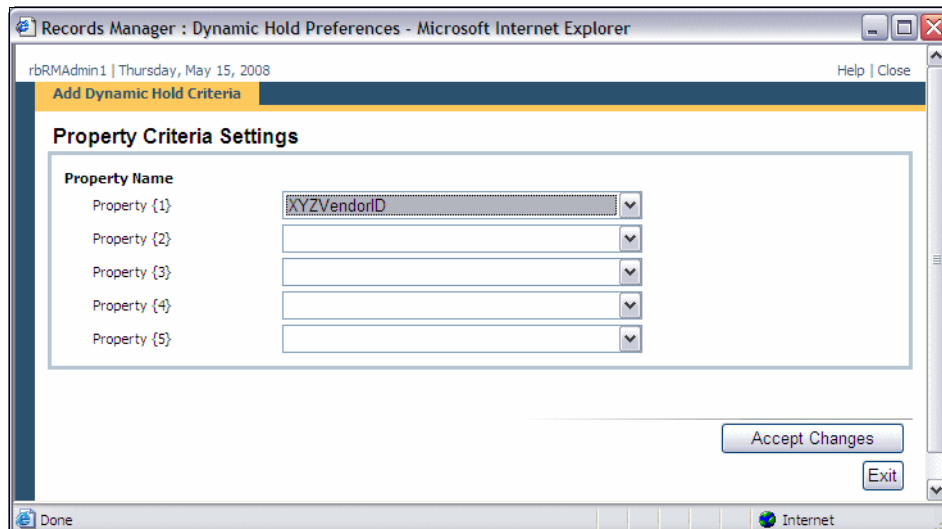 Records Manager : Dynamic Hold Preferences - Microsoft Internet Explorer
rbRMAdmin1 | Thursday, May 15, 2008 Help | Close
Add Dynamic Hold Criteria
Property Criteria Settings
Property Name
Property {1} XYZVendorID
Property {2}
Property {3}
Property {4}
Property {5}
Accept Changes
Exit
Done Internet